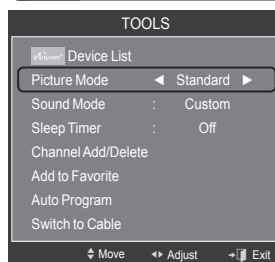 TOOLS
Device List
Picture Mode ◄ Standard ►
Sound Mode : Custom
Sleep Timer : Off
Channel Add/Delete
Add to Favorite
Auto Program
Switch to Cable
Move Adjust Exit